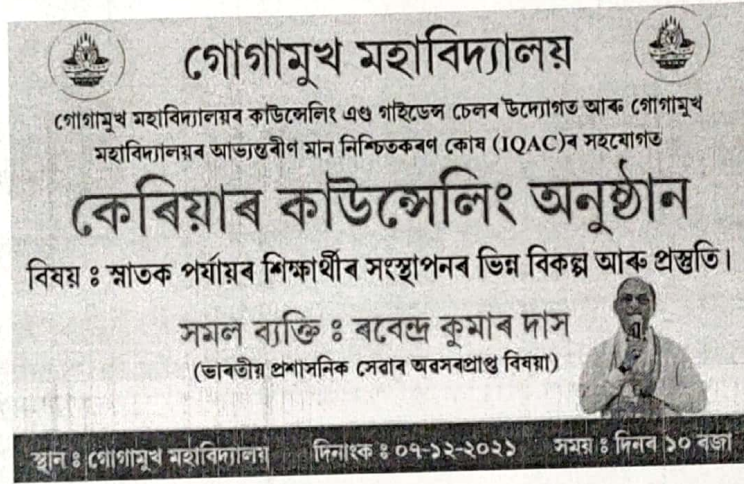 গোগামুখ মহাবিদ্যালয়
গোগামুখ মহাবিদ্যালয়ৰ কাউন্সেলিং এণ্ড গাইডেন্স চেলৰ উদ্যোগত আৰু গোগামুখ
মহাবিদ্যালয়ৰ আভ্যন্তৰীণ মান নিশ্চিতকৰণ কোষ (IQAC)ৰ সহযোগত
কেৰিয়াৰ কাউন্সেলিং অনুষ্ঠান
বিষয় : স্নাতক পৰ্যায়ৰ শিক্ষাৰ্থীৰ সংস্থাপনৰ ভিন্ন বিকল্প আৰু প্ৰস্তুতি।
সমল ব্যক্তি : ৰবেন্দ্ৰ কুমাৰ দাস
(ভাৰতীয় প্ৰশাসনিক সেৱাৰ অৱসৰপ্ৰাপ্ত বিষয়া)
স্থান : গোগামুখ মহাবিদ্যালয় দিনাংক : ০৭-১২-২০২১ সময় : দিনৰ ১০ বজা